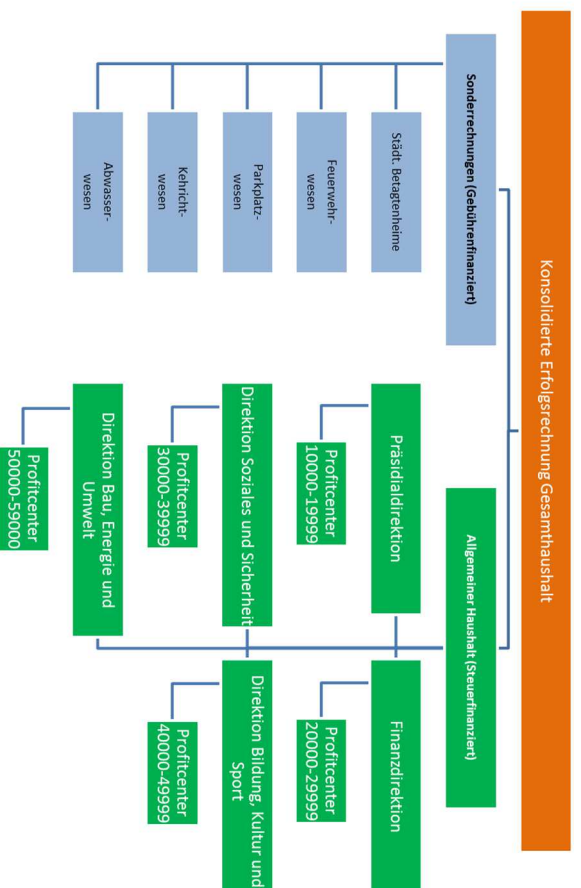 Konsolidierte Erfolgsrechnung Gesamthaushalt
Sonderrechnungen (Gebührenfinanziert)
Städt. Betagtenheime
Feuerwehr-
wesen
Parkplatz-
wesen
Kehricht-
wesen
Abwasser-
wesen
Allgemeiner Haushalt (Steuerfinanziert)
Präsidialdirektion
Profitcenter
10000-19999
Finanzdirektion
Profitcenter
20000-29999
Direktion Soziales und Sicherheit
Profitcenter
30000-39999
Direktion Bildung, Kultur und
Sport
Profitcenter
40000-49999
Direktion Bau, Energie und
Umwelt
Profitcenter
50000-59000